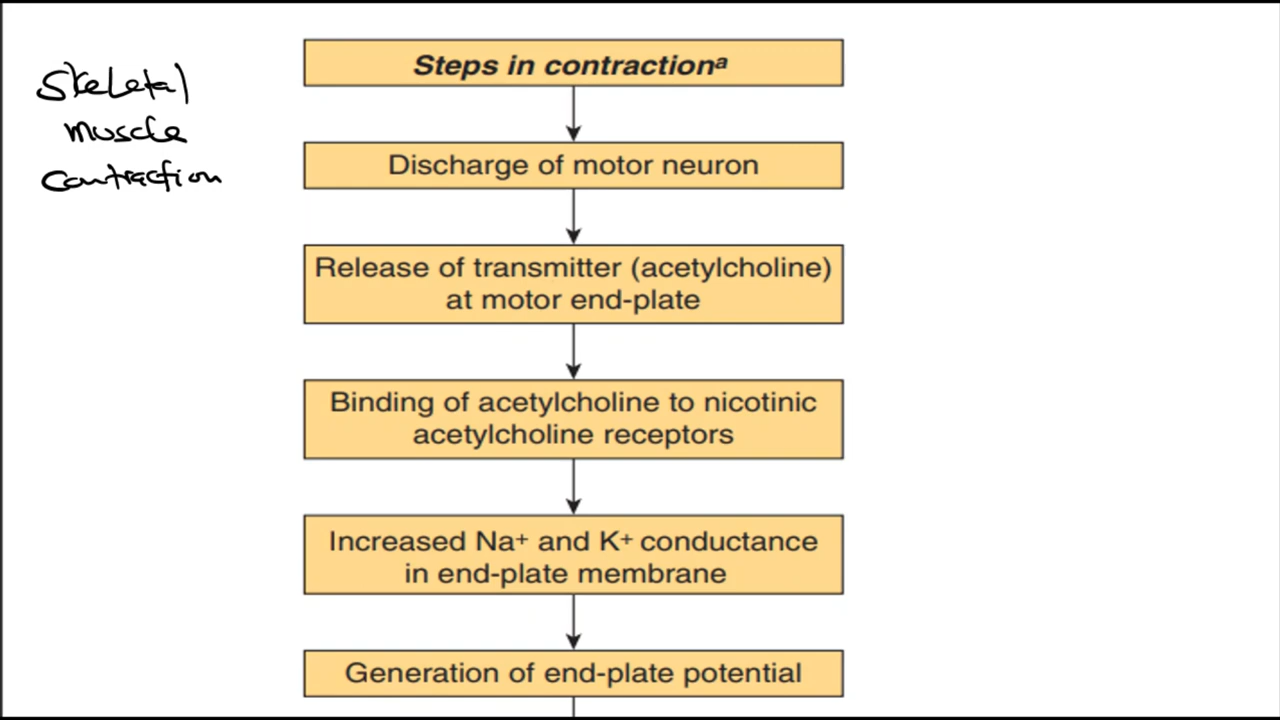 Skeletal
muscle
contraction
Steps in contractionᵃ
Discharge of motor neuron
Release of transmitter (acetylcholine)
at motor end-plate
Binding of acetylcholine to nicotinic
acetylcholine receptors
Increased Na⁺ and K⁺ conductance
in end-plate membrane
Generation of end-plate potential